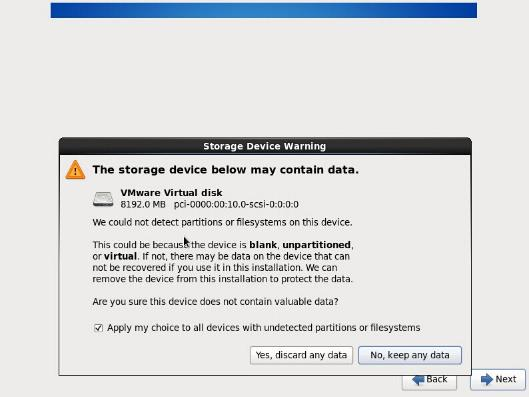 Storage Device Warning
The storage device below may contain data.
VMware Virtual disk
8192.0 MB pci-0000:00:10.0-scsi-0:0:0:0
We could not detect partitions or filesystems on this device.
This could be because the device is blank, unpartitioned,
or virtual. If not, there may be data on the device that can
not be recovered if you use it in this installation. We can
remove the device from this installation to protect the data.
Are you sure this device does not contain valuable data?
Apply my choice to all devices with undetected partitions or filesystems
Yes, discard any data
No, keep any data
Back
Next